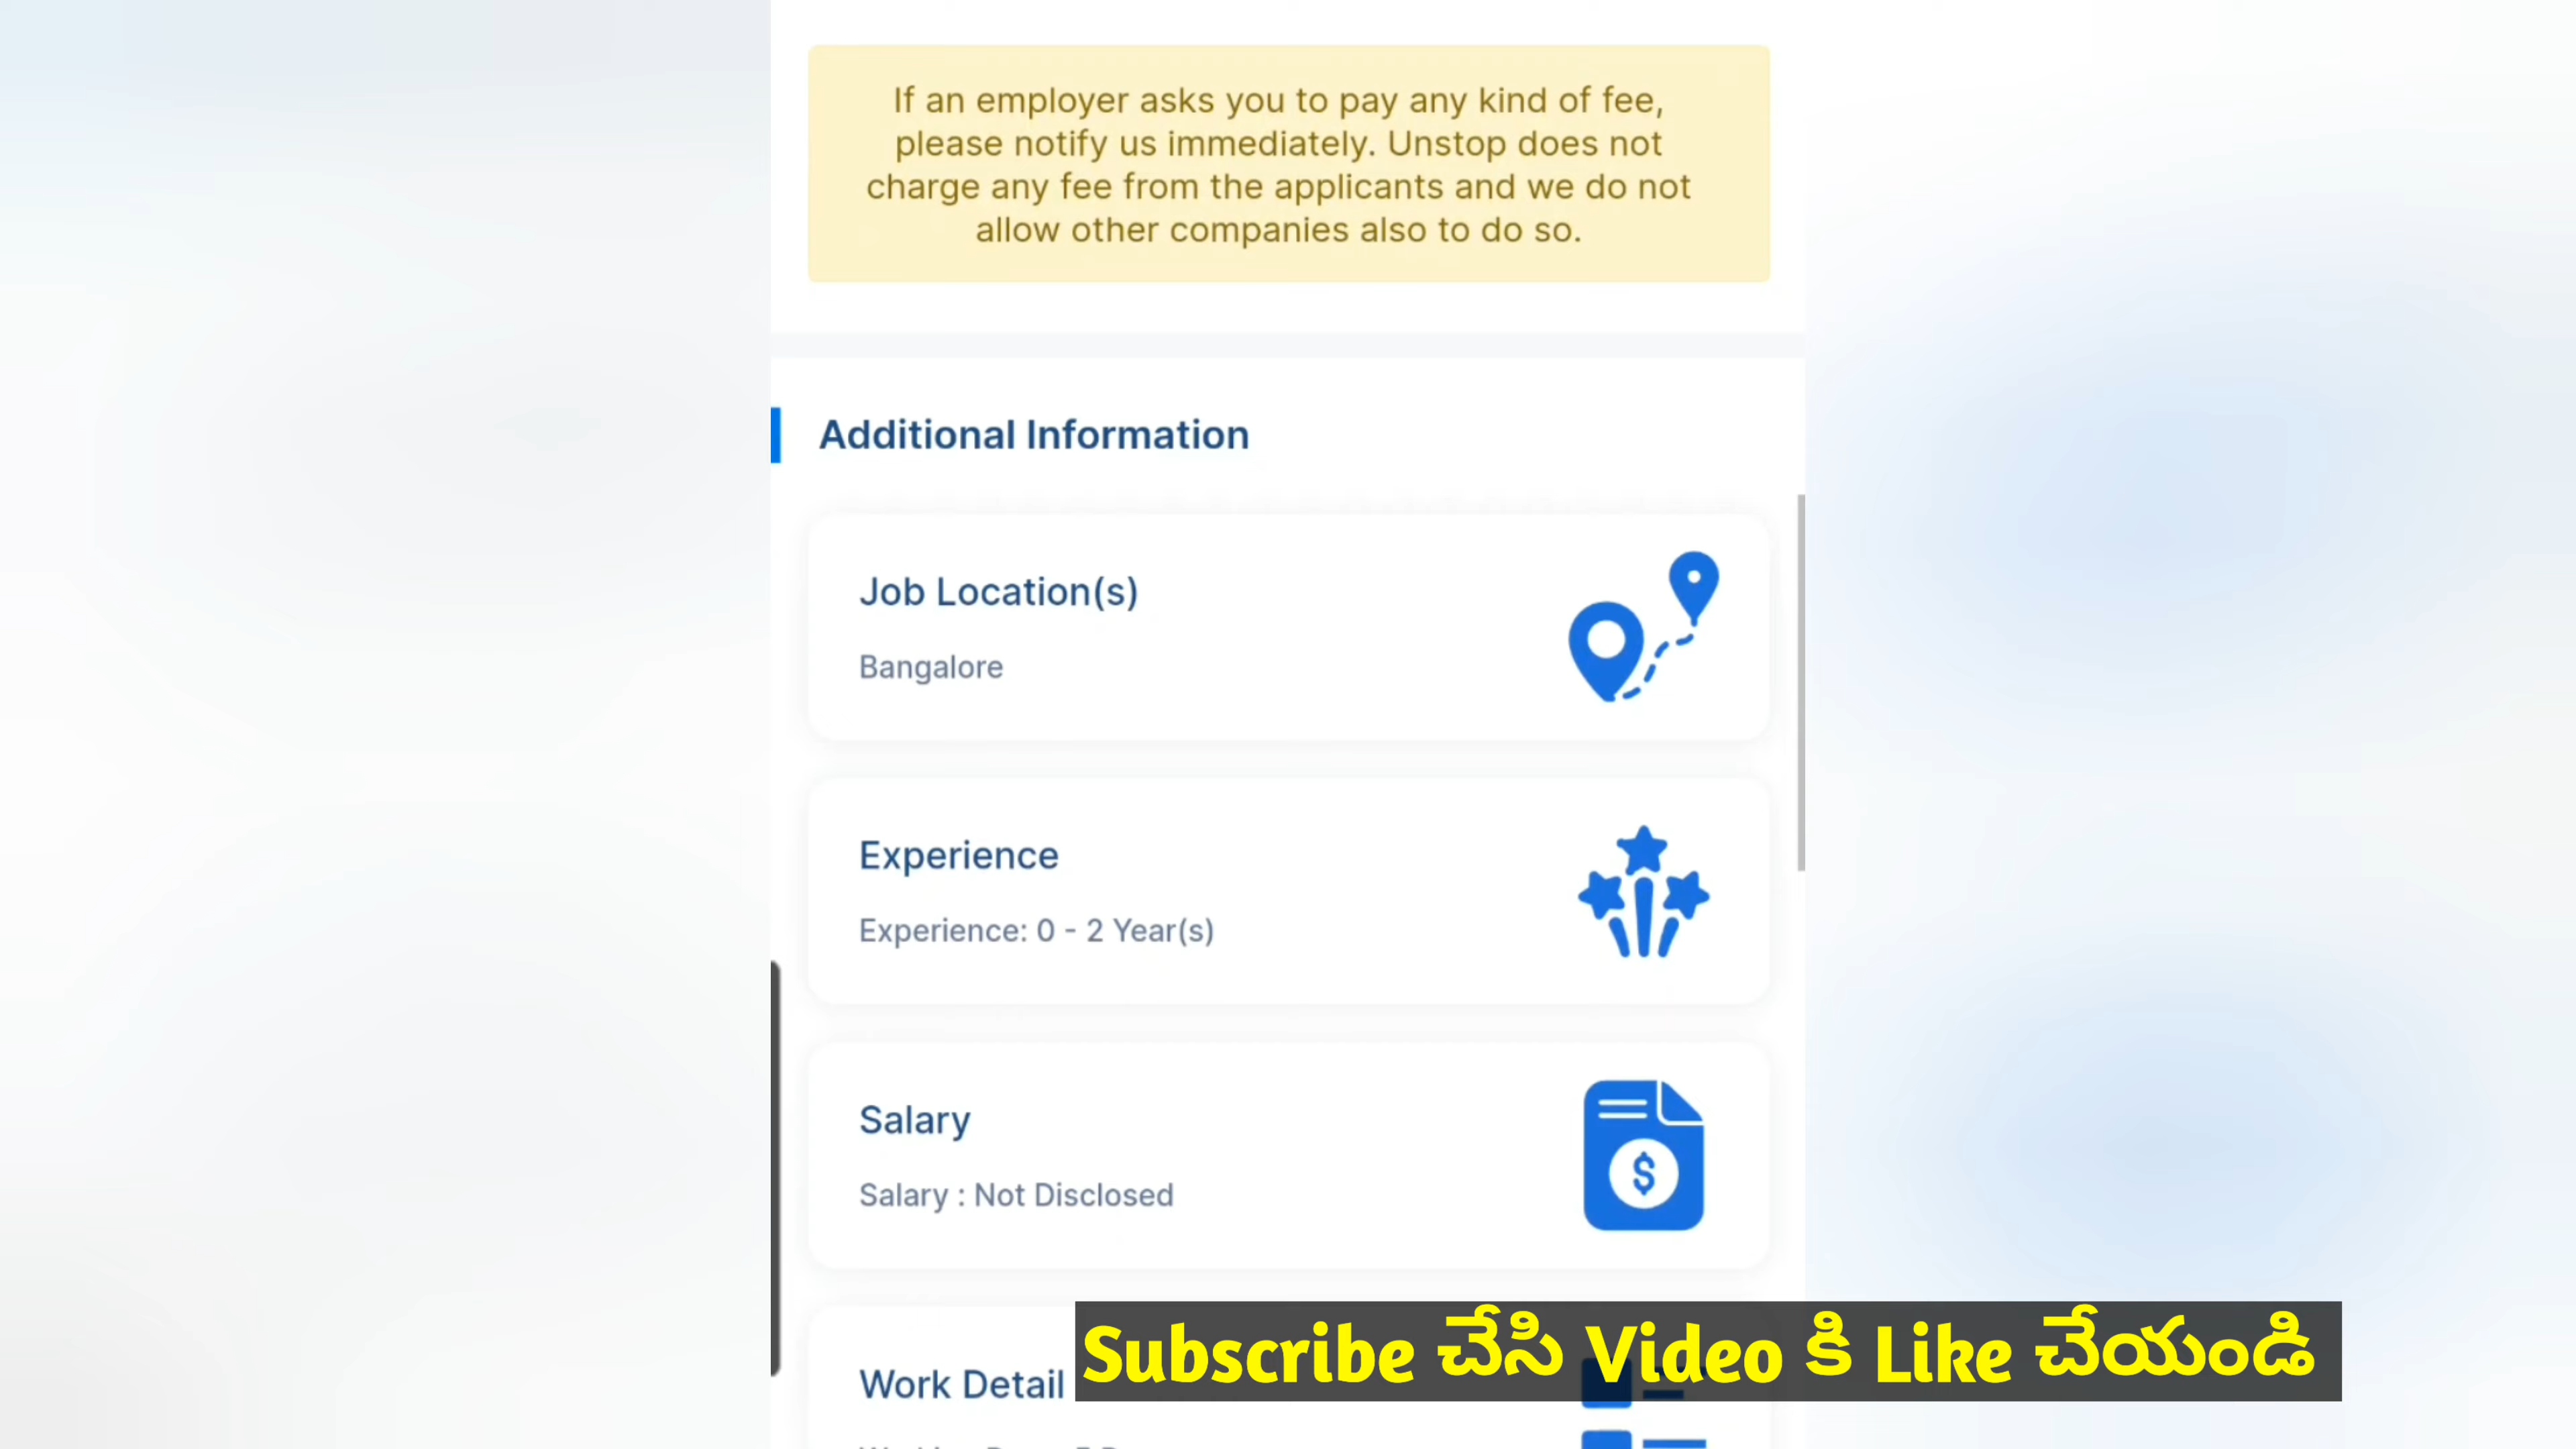 If an employer asks you to pay any kind of fee,
please notify us immediately. Unstop does not
charge any fee from the applicants and we do not
allow other companies also to do so.
Additional Information
Job Location(s)
Bangalore
Experience
Experience: 0 - 2 Year(s)
Salary
Salary : Not Disclosed
Work Detail
Subscribe చేసి Video కి Like చేయండి